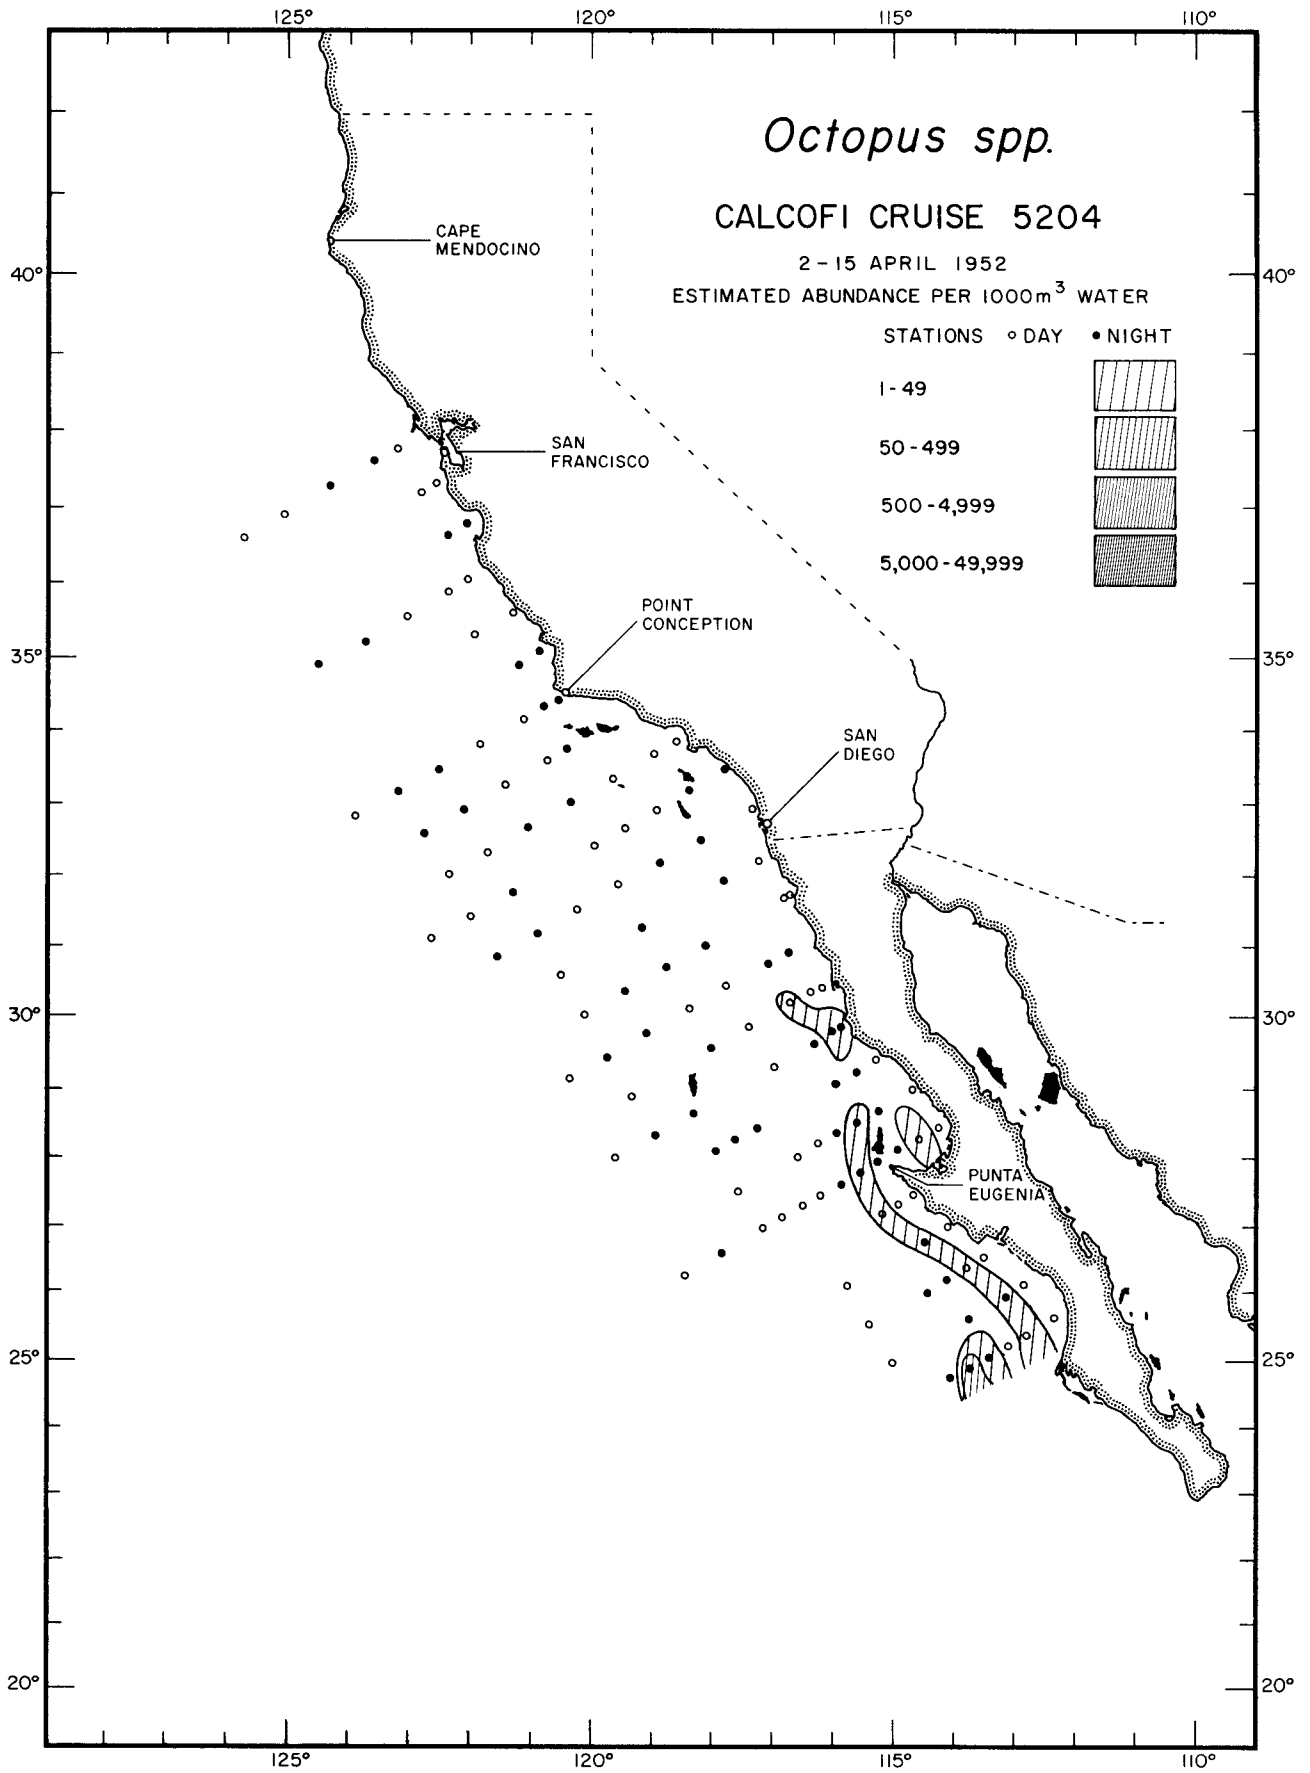 125° 120° 115° 110°
Octopus spp.
CALCOFI CRUISE 5204
2-15 APRIL 1952
ESTIMATED ABUNDANCE PER 1000m³ WATER
STATIONS ○ DAY ● NIGHT
1-49
50-499
500-4,999
5,000-49,999
CAPE
MENDOCINO
40° 40°
SAN
FRANCISCO
POINT
CONCEPTION
35° 35°
SAN
DIEGO
30° 30°
PUNTA
EUGENIA
25° 25°
20° 20°
125° 120° 115° 110°